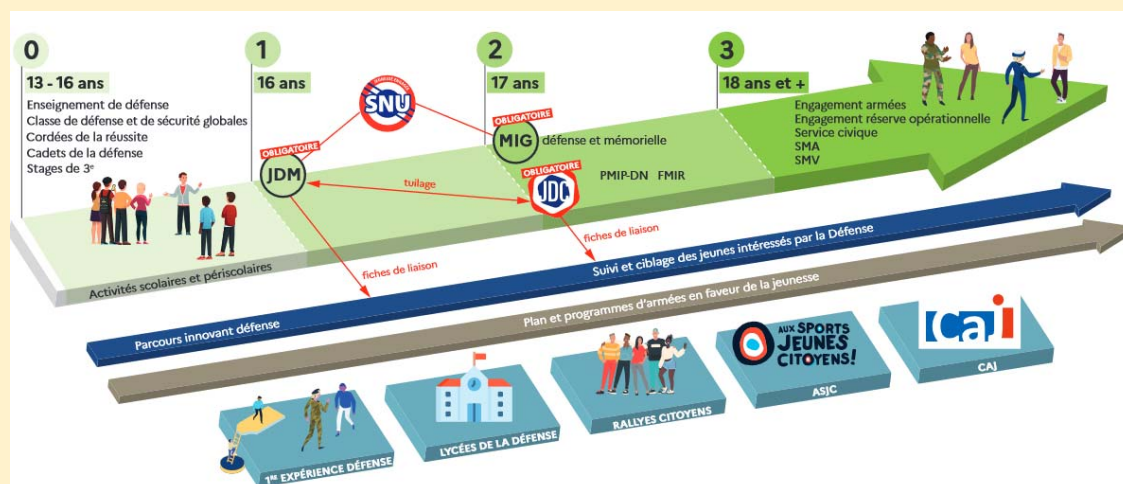 0
13 - 16 ans
Enseignement de défense
Classe de défense et de sécurité globales
Cordées de la réussite
Cadets de la défense
Stages de 3e
Activités scolaires et périscolaires
1
16 ans
OBLIGATOIRE
JDM
SNU
tuilage
fiches de liaison
2
17 ans
OBLIGATOIRE
MIG
défense et mémorielle
OBLIGATOIRE
JDC
PMIP-DN FMIR
fiches de liaison
3
18 ans et +
Engagement armées
Engagement réserve opérationnelle
Service civique
SMA
SMV
Parcours innovant défense
Suivi et ciblage des jeunes intéressés par la Défense
Plan et programmes d'armées en faveur de la jeunesse
1RE EXPÉRIENCE DÉFENSE
LYCÉES DE LA DÉFENSE
RALLYES CITOYENS
AUX SPORTS
JEUNES
CITOYENS!
ASJC
caj
CAJ